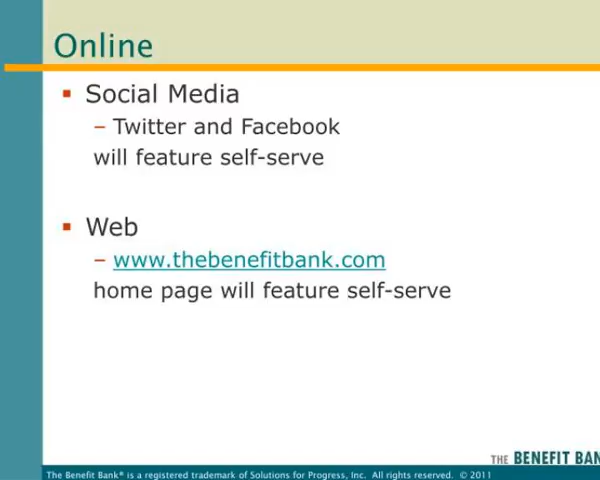 Online
▪ Social Media
– Twitter and Facebook
will feature self-serve
▪ Web
– www.thebenefitbank.com
home page will feature self-serve
THE BENEFIT BAN
The Benefit Bank® is a registered trademark of Solutions for Progress, Inc. All rights reserved. © 2011